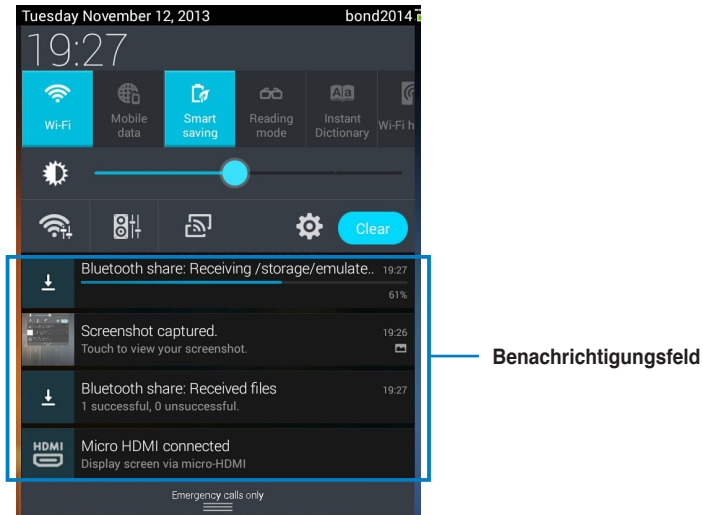 Tuesday November 12, 2013 bond2014
19:27
Wi-Fi
Mobile data
Smart saving
Reading mode
Instant Dictionary
Wi-Fi h
Clear
Bluetooth share: Receiving /storage/emulate.. 19:27
61%
Screenshot captured. 19:26
Touch to view your screenshot.
Bluetooth share: Received files 19:27
1 successful, 0 unsuccessful.
HDMI Micro HDMI connected
Display screen via micro-HDMI
Emergency calls only
Benachrichtigungsfeld